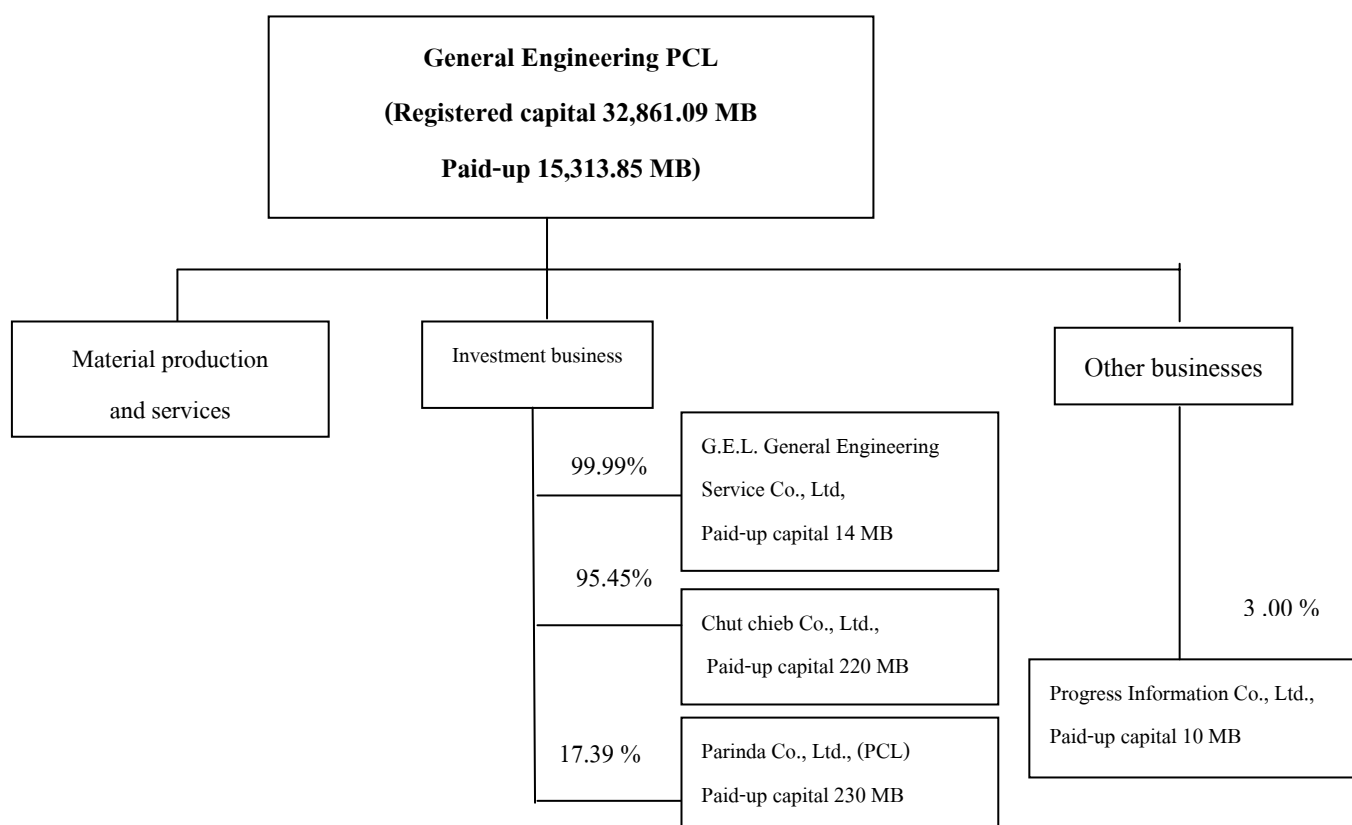 General Engineering PCL
(Registered capital 32,861.09 MB
Paid-up 15,313.85 MB)
Material production
and services
Investment business
Other businesses
99.99%
G.E.L. General Engineering
Service Co., Ltd,
Paid-up capital 14 MB
95.45%
Chut chieb Co., Ltd.,
Paid-up capital 220 MB
17.39 %
Parinda Co., Ltd., (PCL)
Paid-up capital 230 MB
3 .00 %
Progress Information Co., Ltd.,
Paid-up capital 10 MB